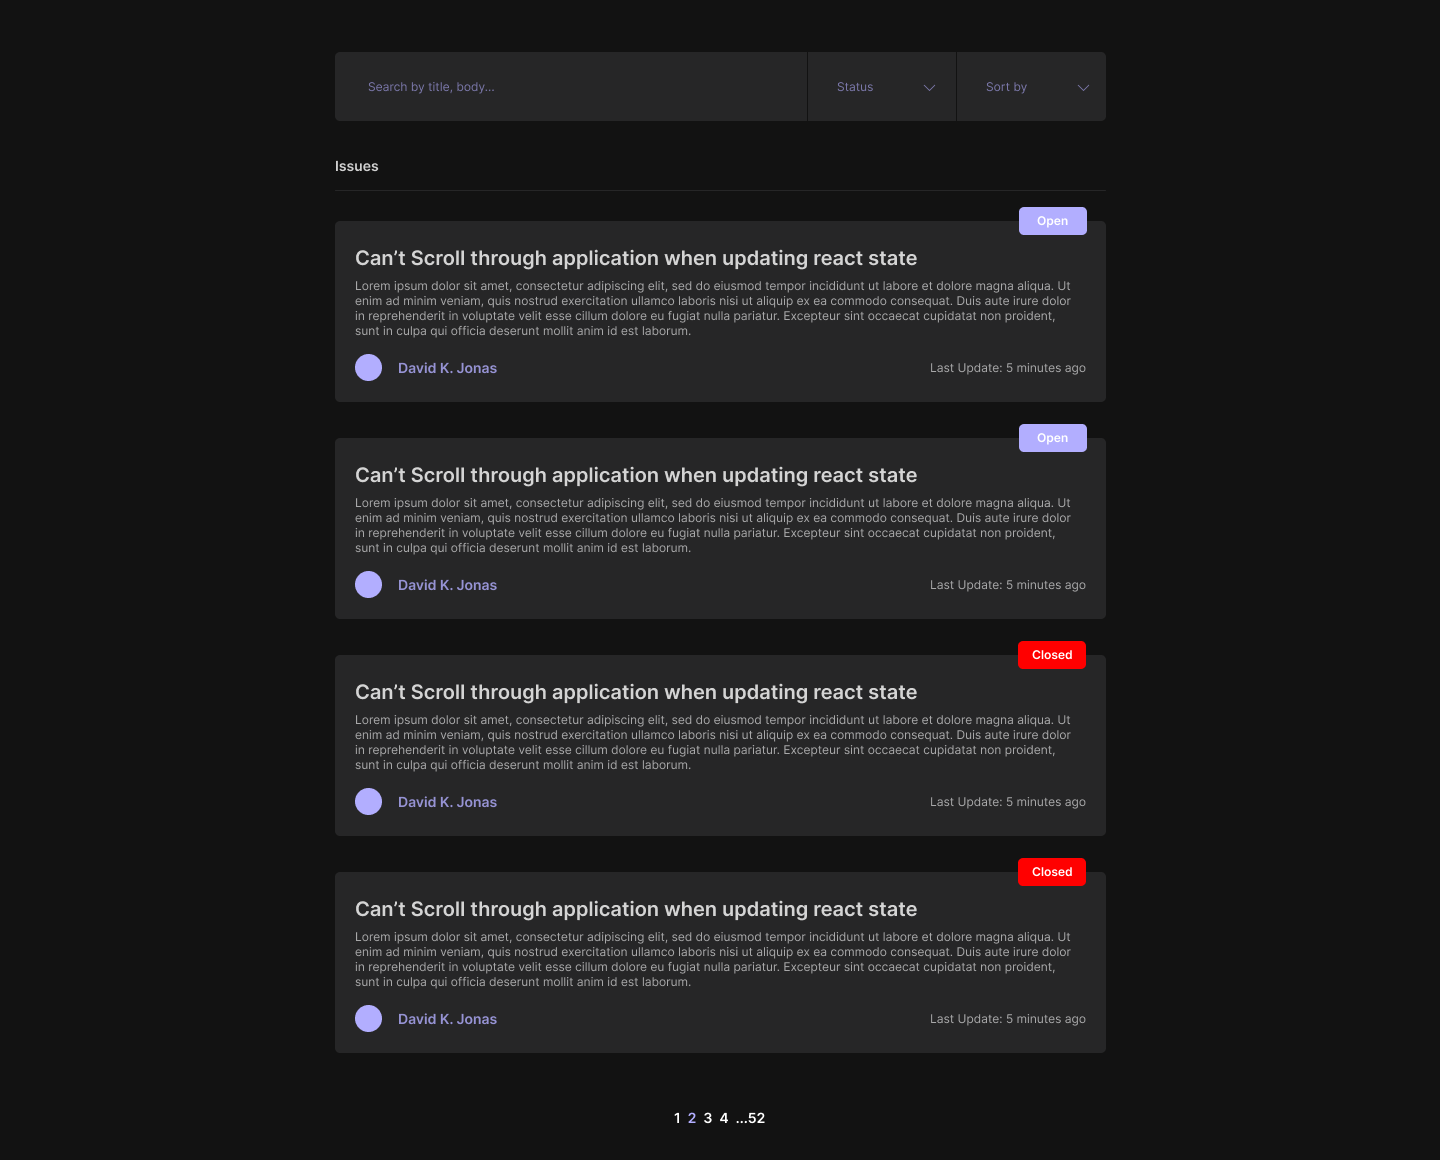 Search by title, body...
Status
Sort by
Issues
Open
Can’t Scroll through application when updating react state
Lorem ipsum dolor sit amet, consectetur adipiscing elit, sed do eiusmod tempor incididunt ut labore et dolore magna aliqua. Ut
enim ad minim veniam, quis nostrud exercitation ullamco laboris nisi ut aliquip ex ea commodo consequat. Duis aute irure dolor
in reprehenderit in voluptate velit esse cillum dolore eu fugiat nulla pariatur. Excepteur sint occaecat cupidatat non proident,
sunt in culpa qui officia deserunt mollit anim id est laborum.
David K. Jonas
Last Update: 5 minutes ago
Open
Can’t Scroll through application when updating react state
Lorem ipsum dolor sit amet, consectetur adipiscing elit, sed do eiusmod tempor incididunt ut labore et dolore magna aliqua. Ut
enim ad minim veniam, quis nostrud exercitation ullamco laboris nisi ut aliquip ex ea commodo consequat. Duis aute irure dolor
in reprehenderit in voluptate velit esse cillum dolore eu fugiat nulla pariatur. Excepteur sint occaecat cupidatat non proident,
sunt in culpa qui officia deserunt mollit anim id est laborum.
David K. Jonas
Last Update: 5 minutes ago
Closed
Can’t Scroll through application when updating react state
Lorem ipsum dolor sit amet, consectetur adipiscing elit, sed do eiusmod tempor incididunt ut labore et dolore magna aliqua. Ut
enim ad minim veniam, quis nostrud exercitation ullamco laboris nisi ut aliquip ex ea commodo consequat. Duis aute irure dolor
in reprehenderit in voluptate velit esse cillum dolore eu fugiat nulla pariatur. Excepteur sint occaecat cupidatat non proident,
sunt in culpa qui officia deserunt mollit anim id est laborum.
David K. Jonas
Last Update: 5 minutes ago
Closed
Can’t Scroll through application when updating react state
Lorem ipsum dolor sit amet, consectetur adipiscing elit, sed do eiusmod tempor incididunt ut labore et dolore magna aliqua. Ut
enim ad minim veniam, quis nostrud exercitation ullamco laboris nisi ut aliquip ex ea commodo consequat. Duis aute irure dolor
in reprehenderit in voluptate velit esse cillum dolore eu fugiat nulla pariatur. Excepteur sint occaecat cupidatat non proident,
sunt in culpa qui officia deserunt mollit anim id est laborum.
David K. Jonas
Last Update: 5 minutes ago
1 2 3 4 ...52